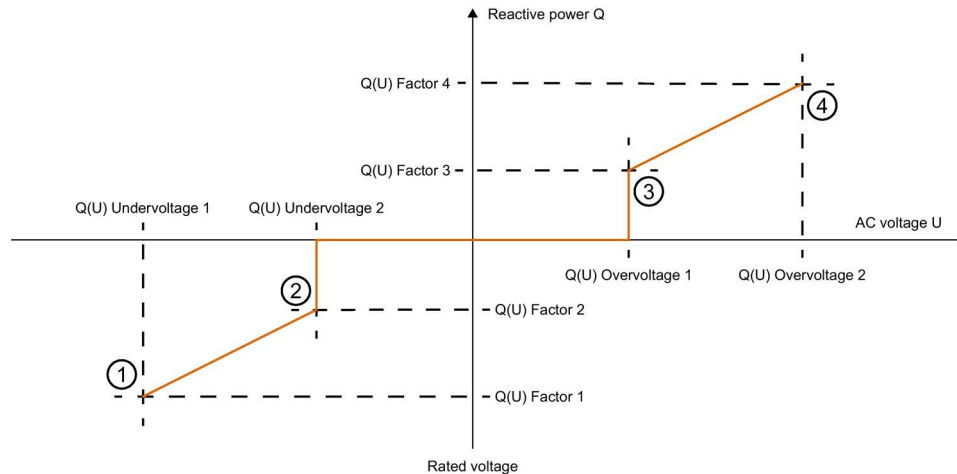 Reactive power Q
Q(U) Factor 4
4
Q(U) Factor 3
3
Q(U) Undervoltage 1
Q(U) Undervoltage 2
AC voltage U
Q(U) Overvoltage 1
Q(U) Overvoltage 2
2
Q(U) Factor 2
1
Q(U) Factor 1
Rated voltage